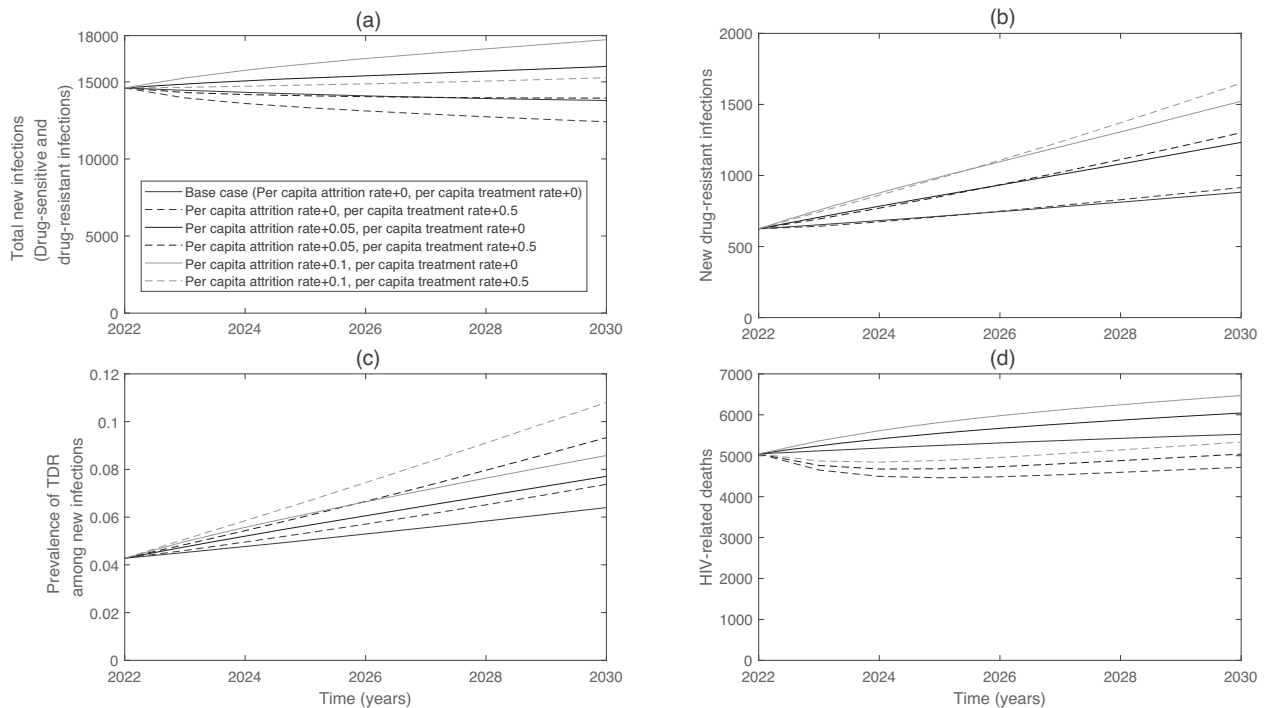 (a)
18000
15000
10000
5000
0
Total new infections
(Drug-sensitive and
drug-resistant infections)
Base case (Per capita attrition rate+0, per capita treatment rate+0)
Per capita attrition rate+0, per capita treatment rate+0.5
Per capita attrition rate+0.05, per capita treatment rate+0
Per capita attrition rate+0.05, per capita treatment rate+0.5
Per capita attrition rate+0.1, per capita treatment rate+0
Per capita attrition rate+0.1, per capita treatment rate+0.5
2022 2024 2026 2028 2030
(b)
2000
1500
1000
500
0
New drug-resistant infections
2022 2024 2026 2028 2030
(c)
0.12
0.1
0.08
0.06
0.04
0.02
0
Prevalence of TDR
among new infections
2022 2024 2026 2028 2030
Time (years)
(d)
7000
6000
5000
4000
3000
2000
1000
0
HIV-related deaths
2022 2024 2026 2028 2030
Time (years)